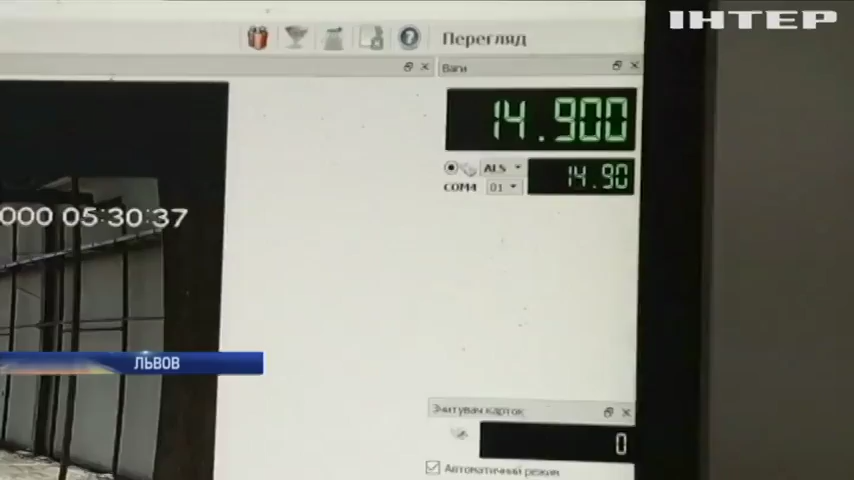 ІНТЕР
Перегляд
Ваги
14.900
ALS
14.90
COM4
01
000 05:30:37
ЛЬВОВ
Зчитувач карток
0
Автоматичний режим